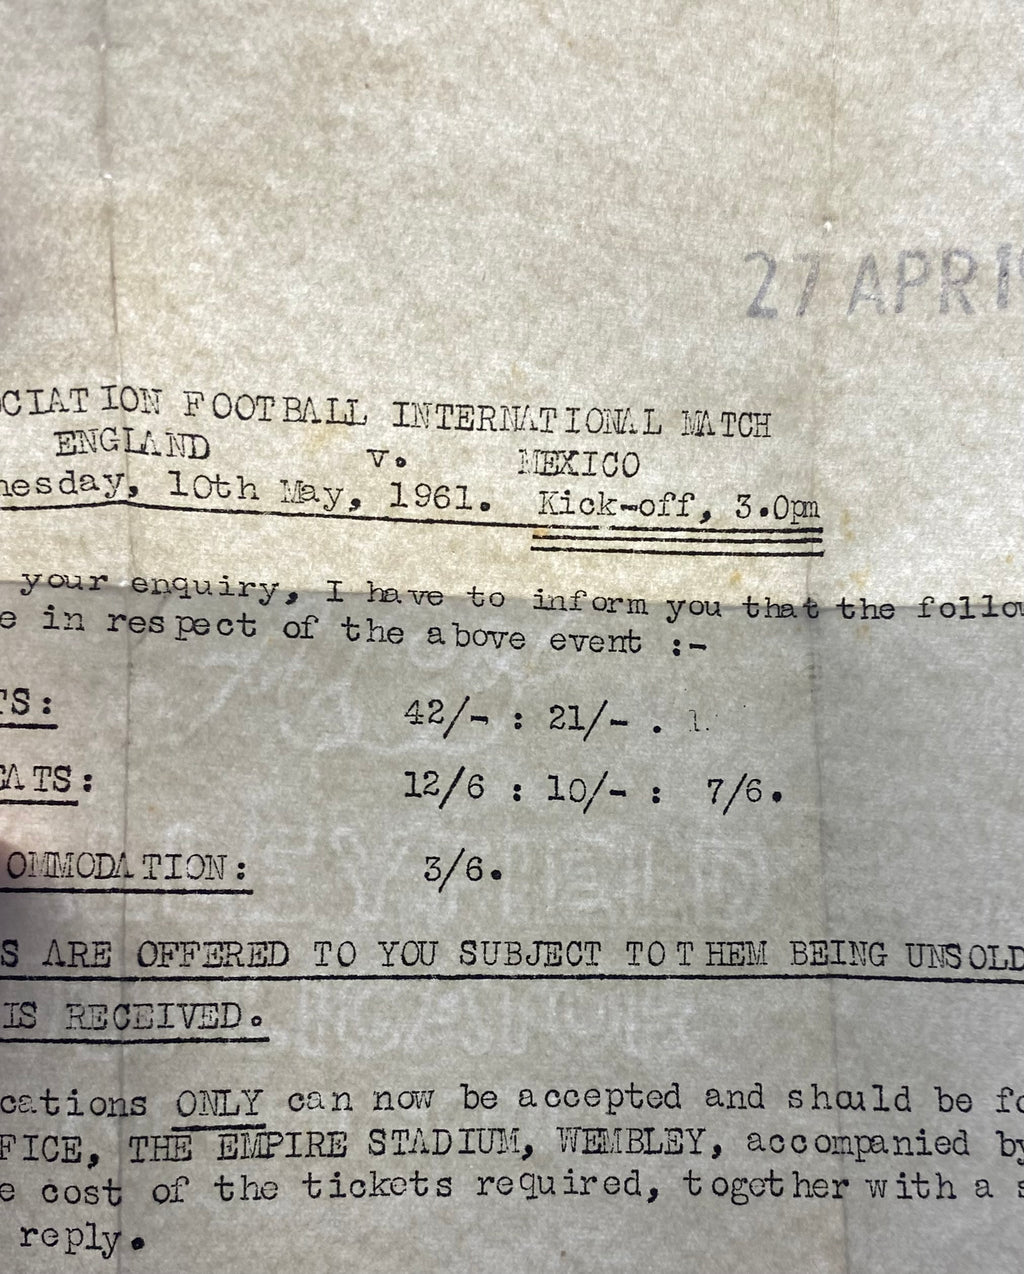 27 APR 19
CIATION FOOTBALL INTERNATIONAL MATCH
ENGLAND v. MEXICO
nesday, 10th May, 1961. Kick-off, 3.0pm
your enquiry, I have to inform you that the follow
e in respect of the above event :-
TS: 42/- : 21/- .
EATS: 12/6 : 10/- : 7/6.
OMMODATION: 3/6.
S ARE OFFERED TO YOU SUBJECT TO THEM BEING UNSOLD
IS RECEIVED.
cations ONLY can now be accepted and should be fo
FICE, THE EMPIRE STADIUM, WEMBLEY, accompanied by
e cost of the tickets required, together with a s
reply.